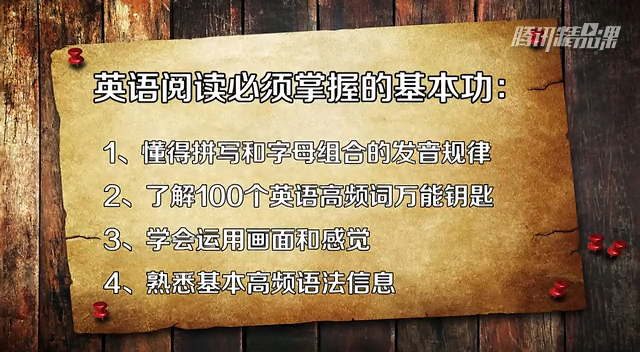 腾讯精品课
英语阅读必须掌握的基本功：
1、懂得拼写和字母组合的发音规律
2、了解100个英语高频词万能钥匙
3、学会运用画面和感觉
4、熟悉基本高频语法信息